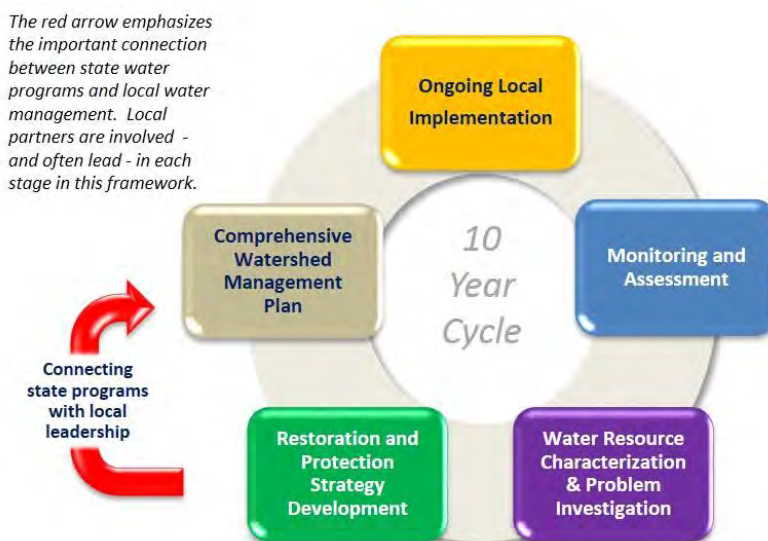 The red arrow emphasizes
the important connection
between state water
programs and local water
management.  Local
partners are involved  -
and often lead - in each
stage in this framework.
Ongoing Local
Implementation
Monitoring and
Assessment
Water Resource
Characterization
& Problem
Investigation
Restoration and
Protection
Strategy
Development
Comprehensive
Watershed
Management
Plan
10
Year
Cycle
Connecting
state programs
with local
leadership